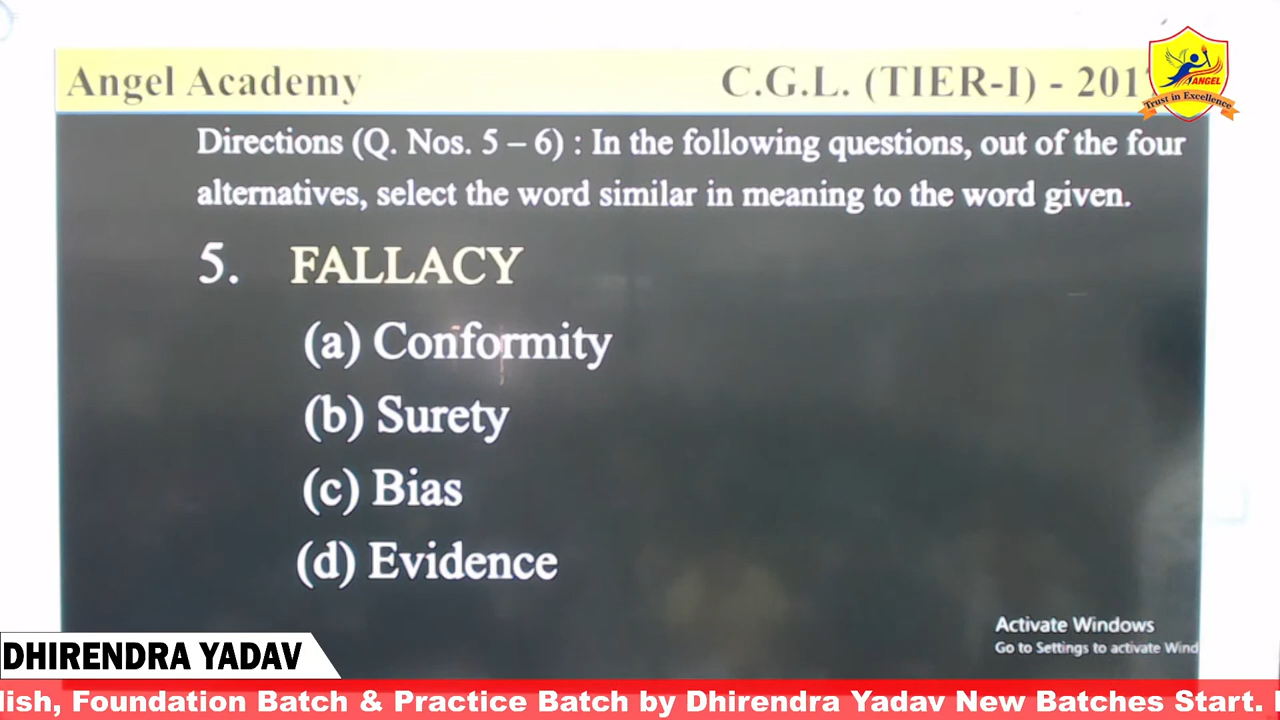 Angel Academy
C.G.L. (TIER-I) - 201
ANGEL
Trust in Excellence
Directions (Q. Nos. 5 – 6) : In the following questions, out of the four
alternatives, select the word similar in meaning to the word given.
5. FALLACY
(a) Conformity
(b) Surety
(c) Bias
(d) Evidence
Activate Windows
Go to Settings to activate Wind
DHIRENDRA YADAV
lish, Foundation Batch & Practice Batch by Dhirendra Yadav New Batches Start.